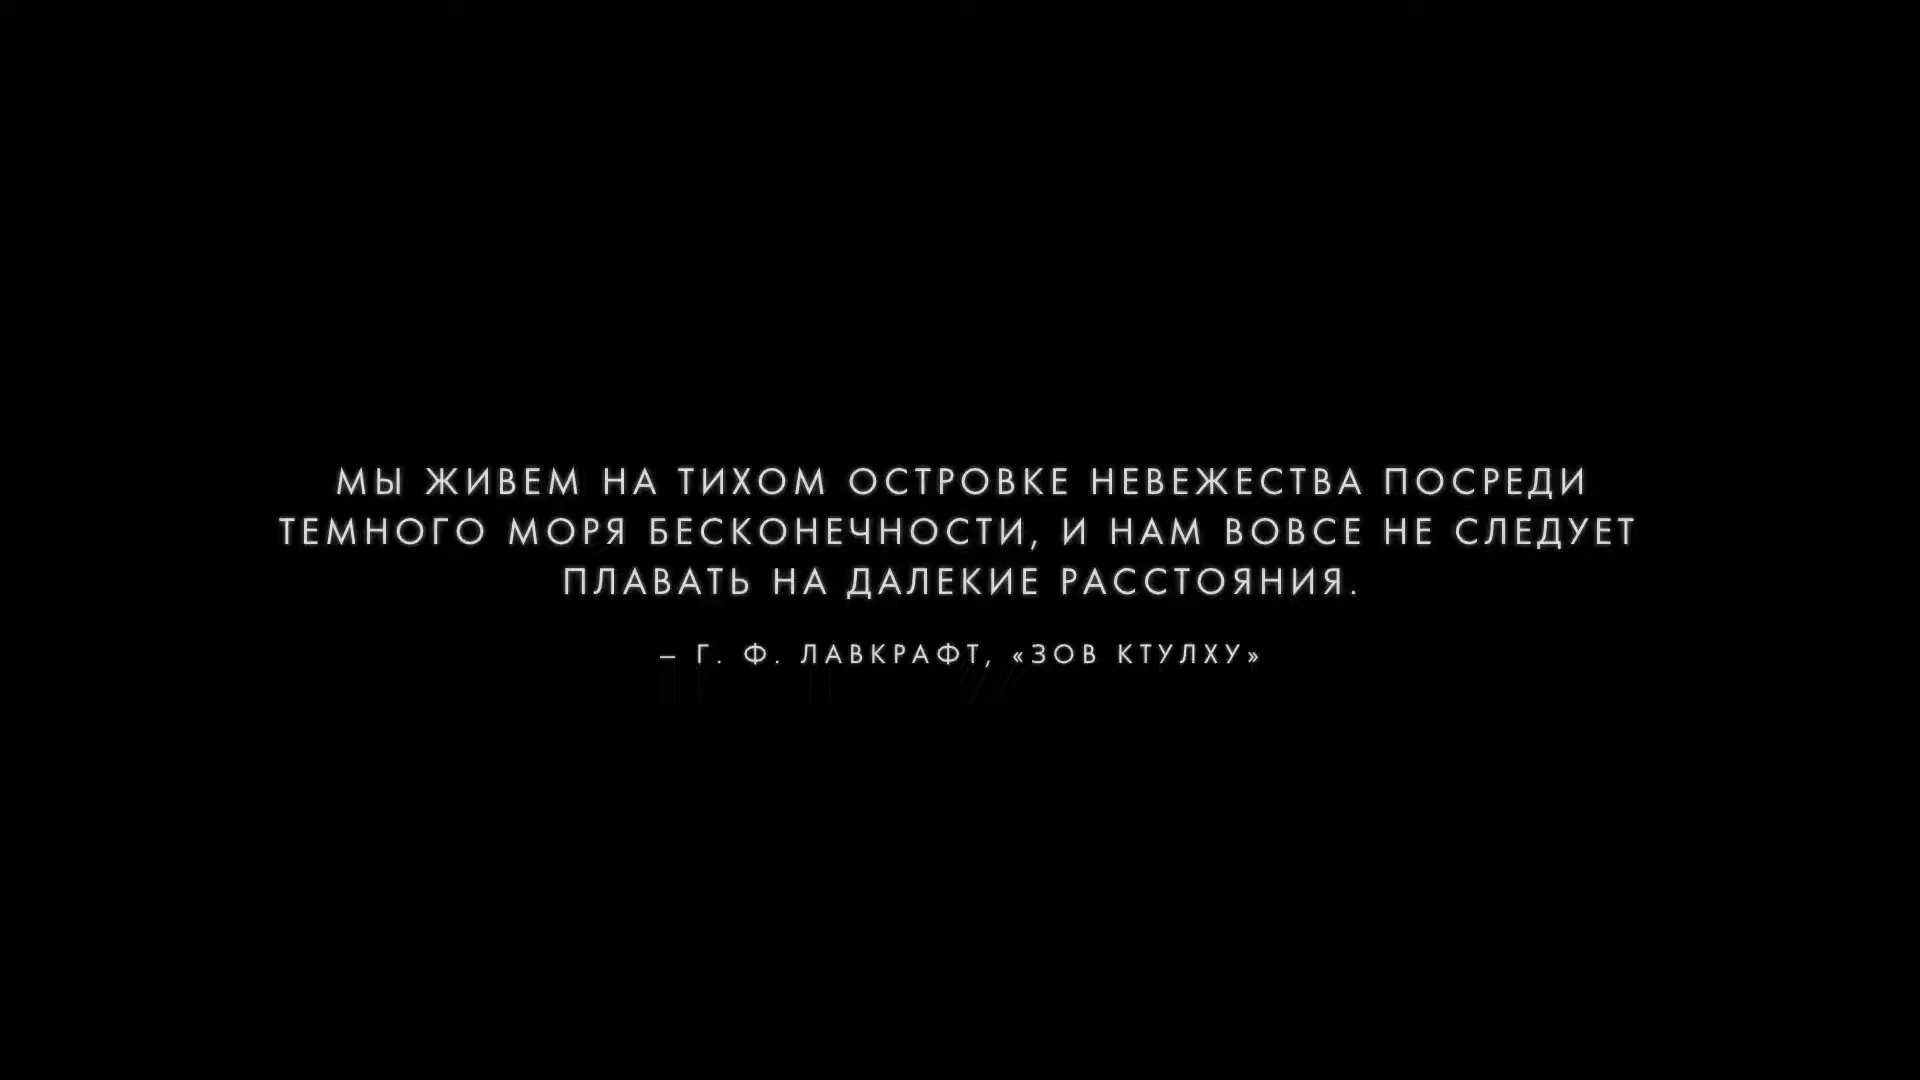 МЫ ЖИВЕМ НА ТИХОМ ОСТРОВКЕ НЕВЕЖЕСТВА ПОСРЕДИ
ТЕМНОГО МОРЯ БЕСКОНЕЧНОСТИ, И НАМ ВОВСЕ НЕ СЛЕДУЕТ
ПЛАВАТЬ НА ДАЛЕКИЕ РАССТОЯНИЯ.
– Г. Ф. ЛАВКРАФТ, «ЗОВ КТУЛХУ»